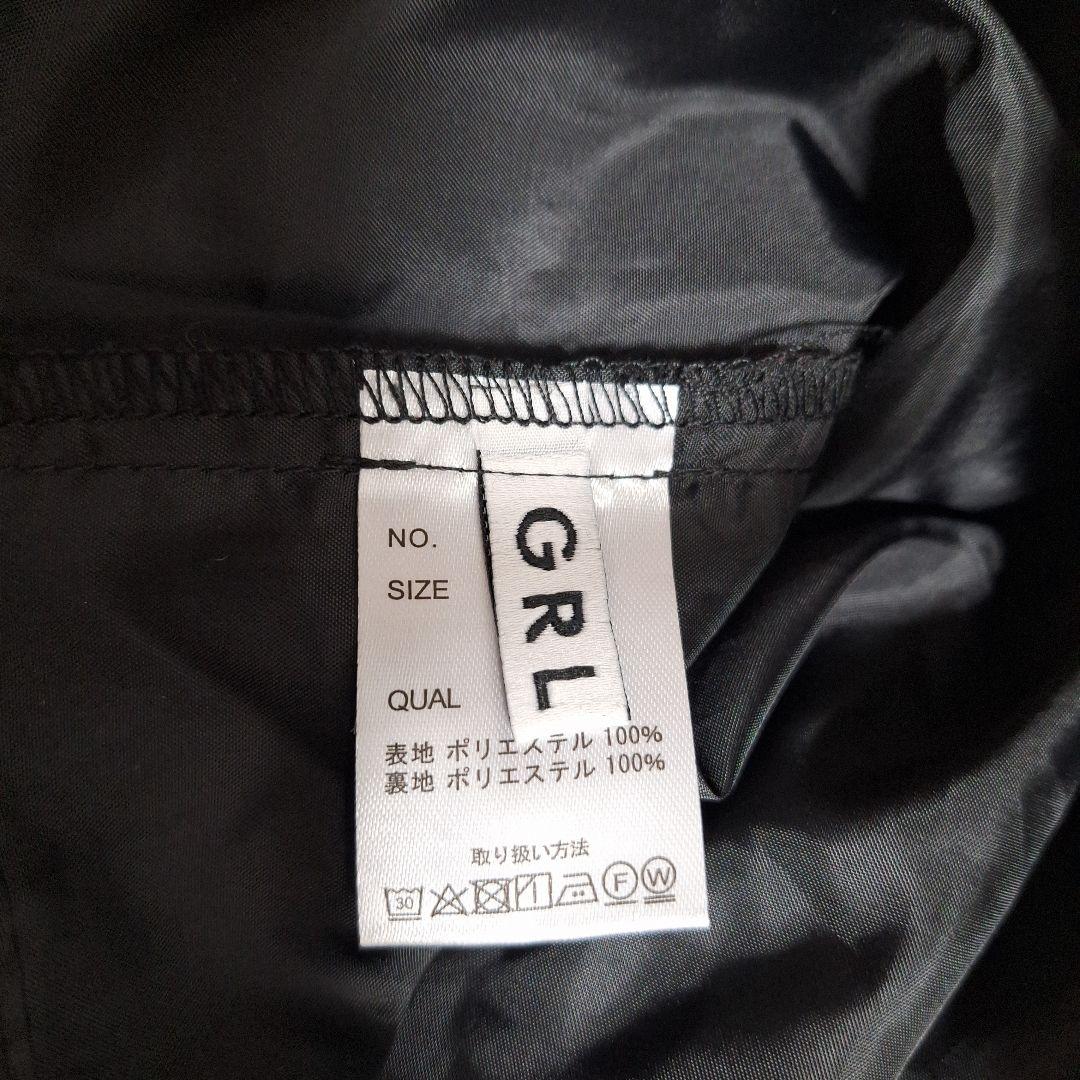 GRL
NO.
SIZE
QUAL
表地 ポリエステル 100%
裏地 ポリエステル 100%
取り扱い方法
30
F
W